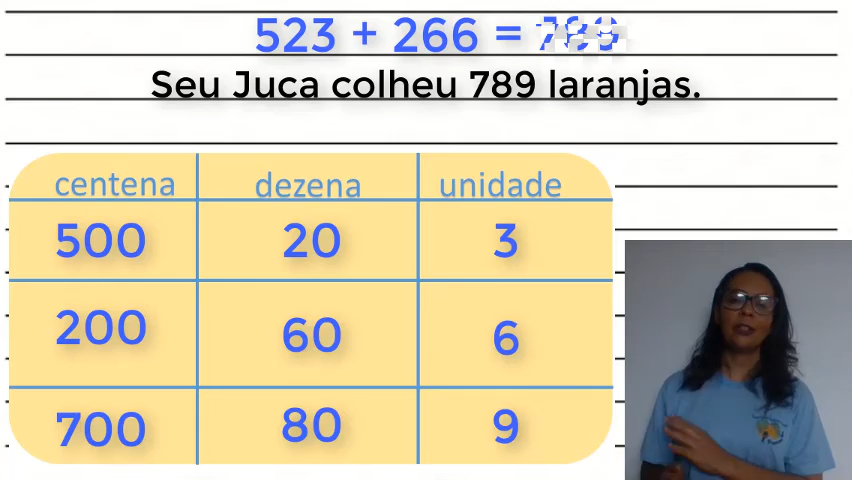 523 + 266 = 789
Seu Juca colheu 789 laranjas.
centena dezena unidade
500 20 3
200 60 6
700 80 9